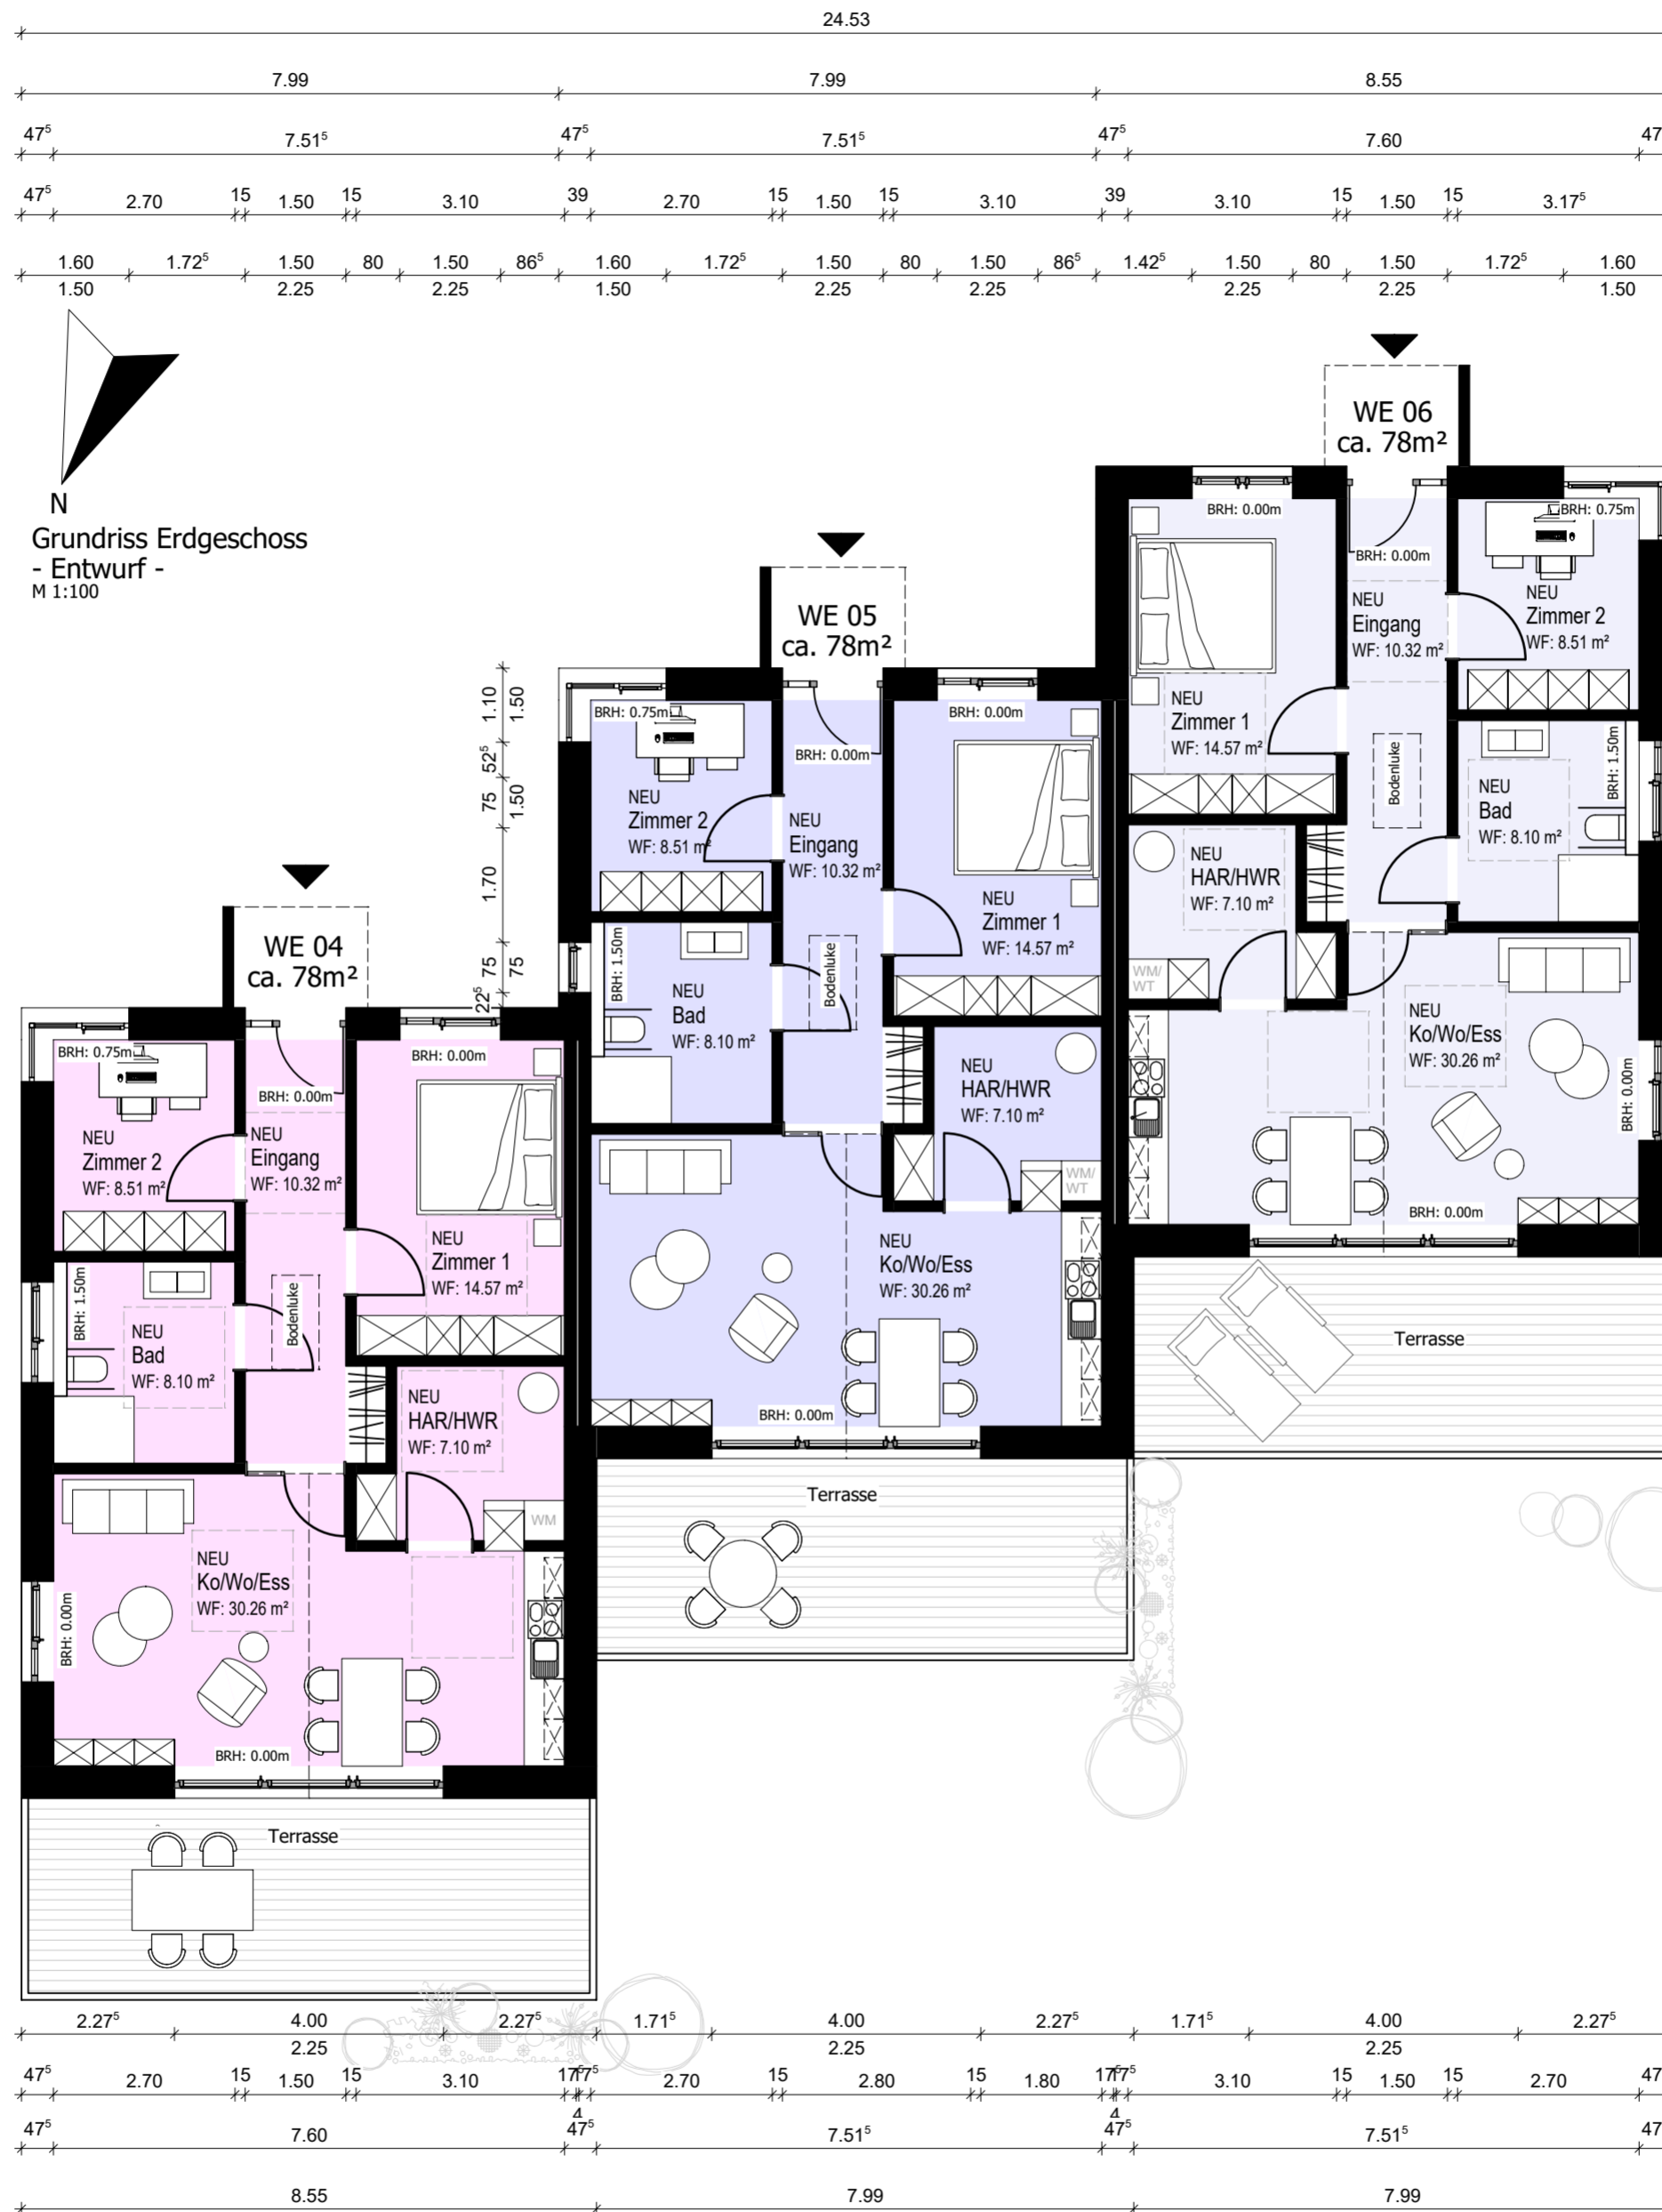 24.53
7.99 7.99 8.55
47⁵ 7.51⁵ 47⁵ 7.51⁵ 47⁵ 7.60 47
47⁵ 2.70 15 1.50 15 3.10 39 2.70 15 1.50 15 3.10 39 3.10 15 1.50 15 3.17⁵
1.60 1.72⁵ 1.50 80 1.50 86⁵ 1.60 1.72⁵ 1.50 80 1.50 86⁵ 1.42⁵ 1.50 80 1.50 1.72⁵ 1.60
1.50 2.25 2.25 1.50 2.25 2.25 2.25 2.25 1.50
N
Grundriss Erdgeschoss
- Entwurf -
M 1:100
WE 06
ca. 78m²
BRH: 0.00m
BRH: 0.00m
BRH: 0.75m
NEU
Zimmer 1
WF: 14.57 m²
NEU
Eingang
WF: 10.32 m²
NEU
Zimmer 2
WF: 8.51 m²
Bodenluke
BRH: 1.50m
NEU
Bad
WF: 8.10 m²
NEU
HAR/HWR
WF: 7.10 m²
WM/
WT
NEU
Ko/Wo/Ess
WF: 30.26 m²
BRH: 0.00m
BRH: 0.00m
Terrasse
WE 05
ca. 78m²
1.10 1.50
52⁵
75 1.50
1.70
75 75
22⁵
BRH: 0.75m
BRH: 0.00m
BRH: 0.00m
NEU
Zimmer 2
WF: 8.51 m²
NEU
Eingang
WF: 10.32 m²
NEU
Zimmer 1
WF: 14.57 m²
BRH: 1.50m
NEU
Bad
WF: 8.10 m²
Bodenluke
NEU
HAR/HWR
WF: 7.10 m²
WM/
WT
NEU
Ko/Wo/Ess
WF: 30.26 m²
BRH: 0.00m
Terrasse
WE 04
ca. 78m²
BRH: 0.75m
BRH: 0.00m
BRH: 0.00m
NEU
Zimmer 2
WF: 8.51 m²
NEU
Eingang
WF: 10.32 m²
NEU
Zimmer 1
WF: 14.57 m²
BRH: 1.50m
NEU
Bad
WF: 8.10 m²
Bodenluke
NEU
HAR/HWR
WF: 7.10 m²
WM
NEU
Ko/Wo/Ess
WF: 30.26 m²
BRH: 0.00m
BRH: 0.00m
Terrasse
2.27⁵ 4.00 2.27⁵ 1.71⁵ 4.00 2.27⁵ 1.71⁵ 4.00 2.27⁵
2.25 2.25 2.25
47⁵ 2.70 15 1.50 15 3.10 17⁵ 17⁵ 2.70 15 2.80 15 1.80 17⁵ 17⁵ 3.10 15 1.50 15 2.70 47
4 4
47⁵ 7.60 47⁵ 7.51⁵ 47⁵ 7.51⁵ 47
8.55 7.99 7.99